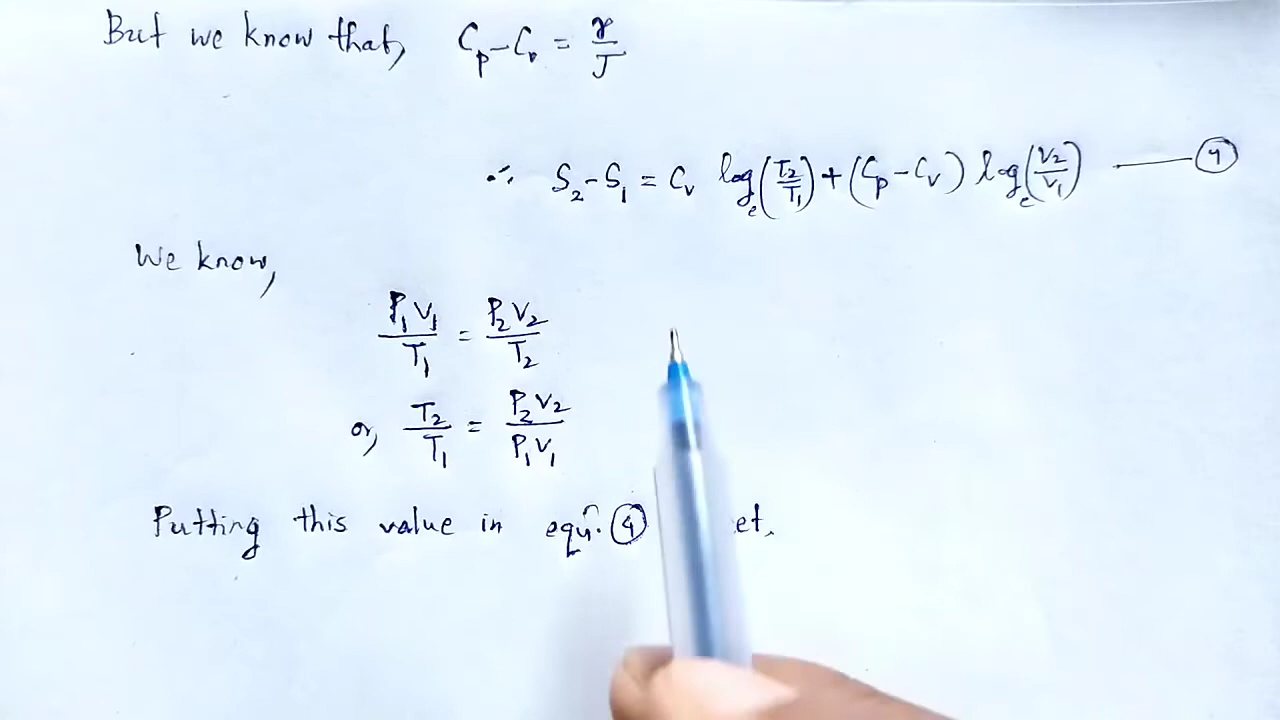 But we know that, Cp-Cv = r/J
∴ S2-S1 = Cv loge(T2/T1)+(Cp-Cv) loge(V2/V1) —— 4
We know,
P1V1/T1 = P2V2/T2
or, T2/T1 = P2V2/P1V1
Putting this value in equn. 4